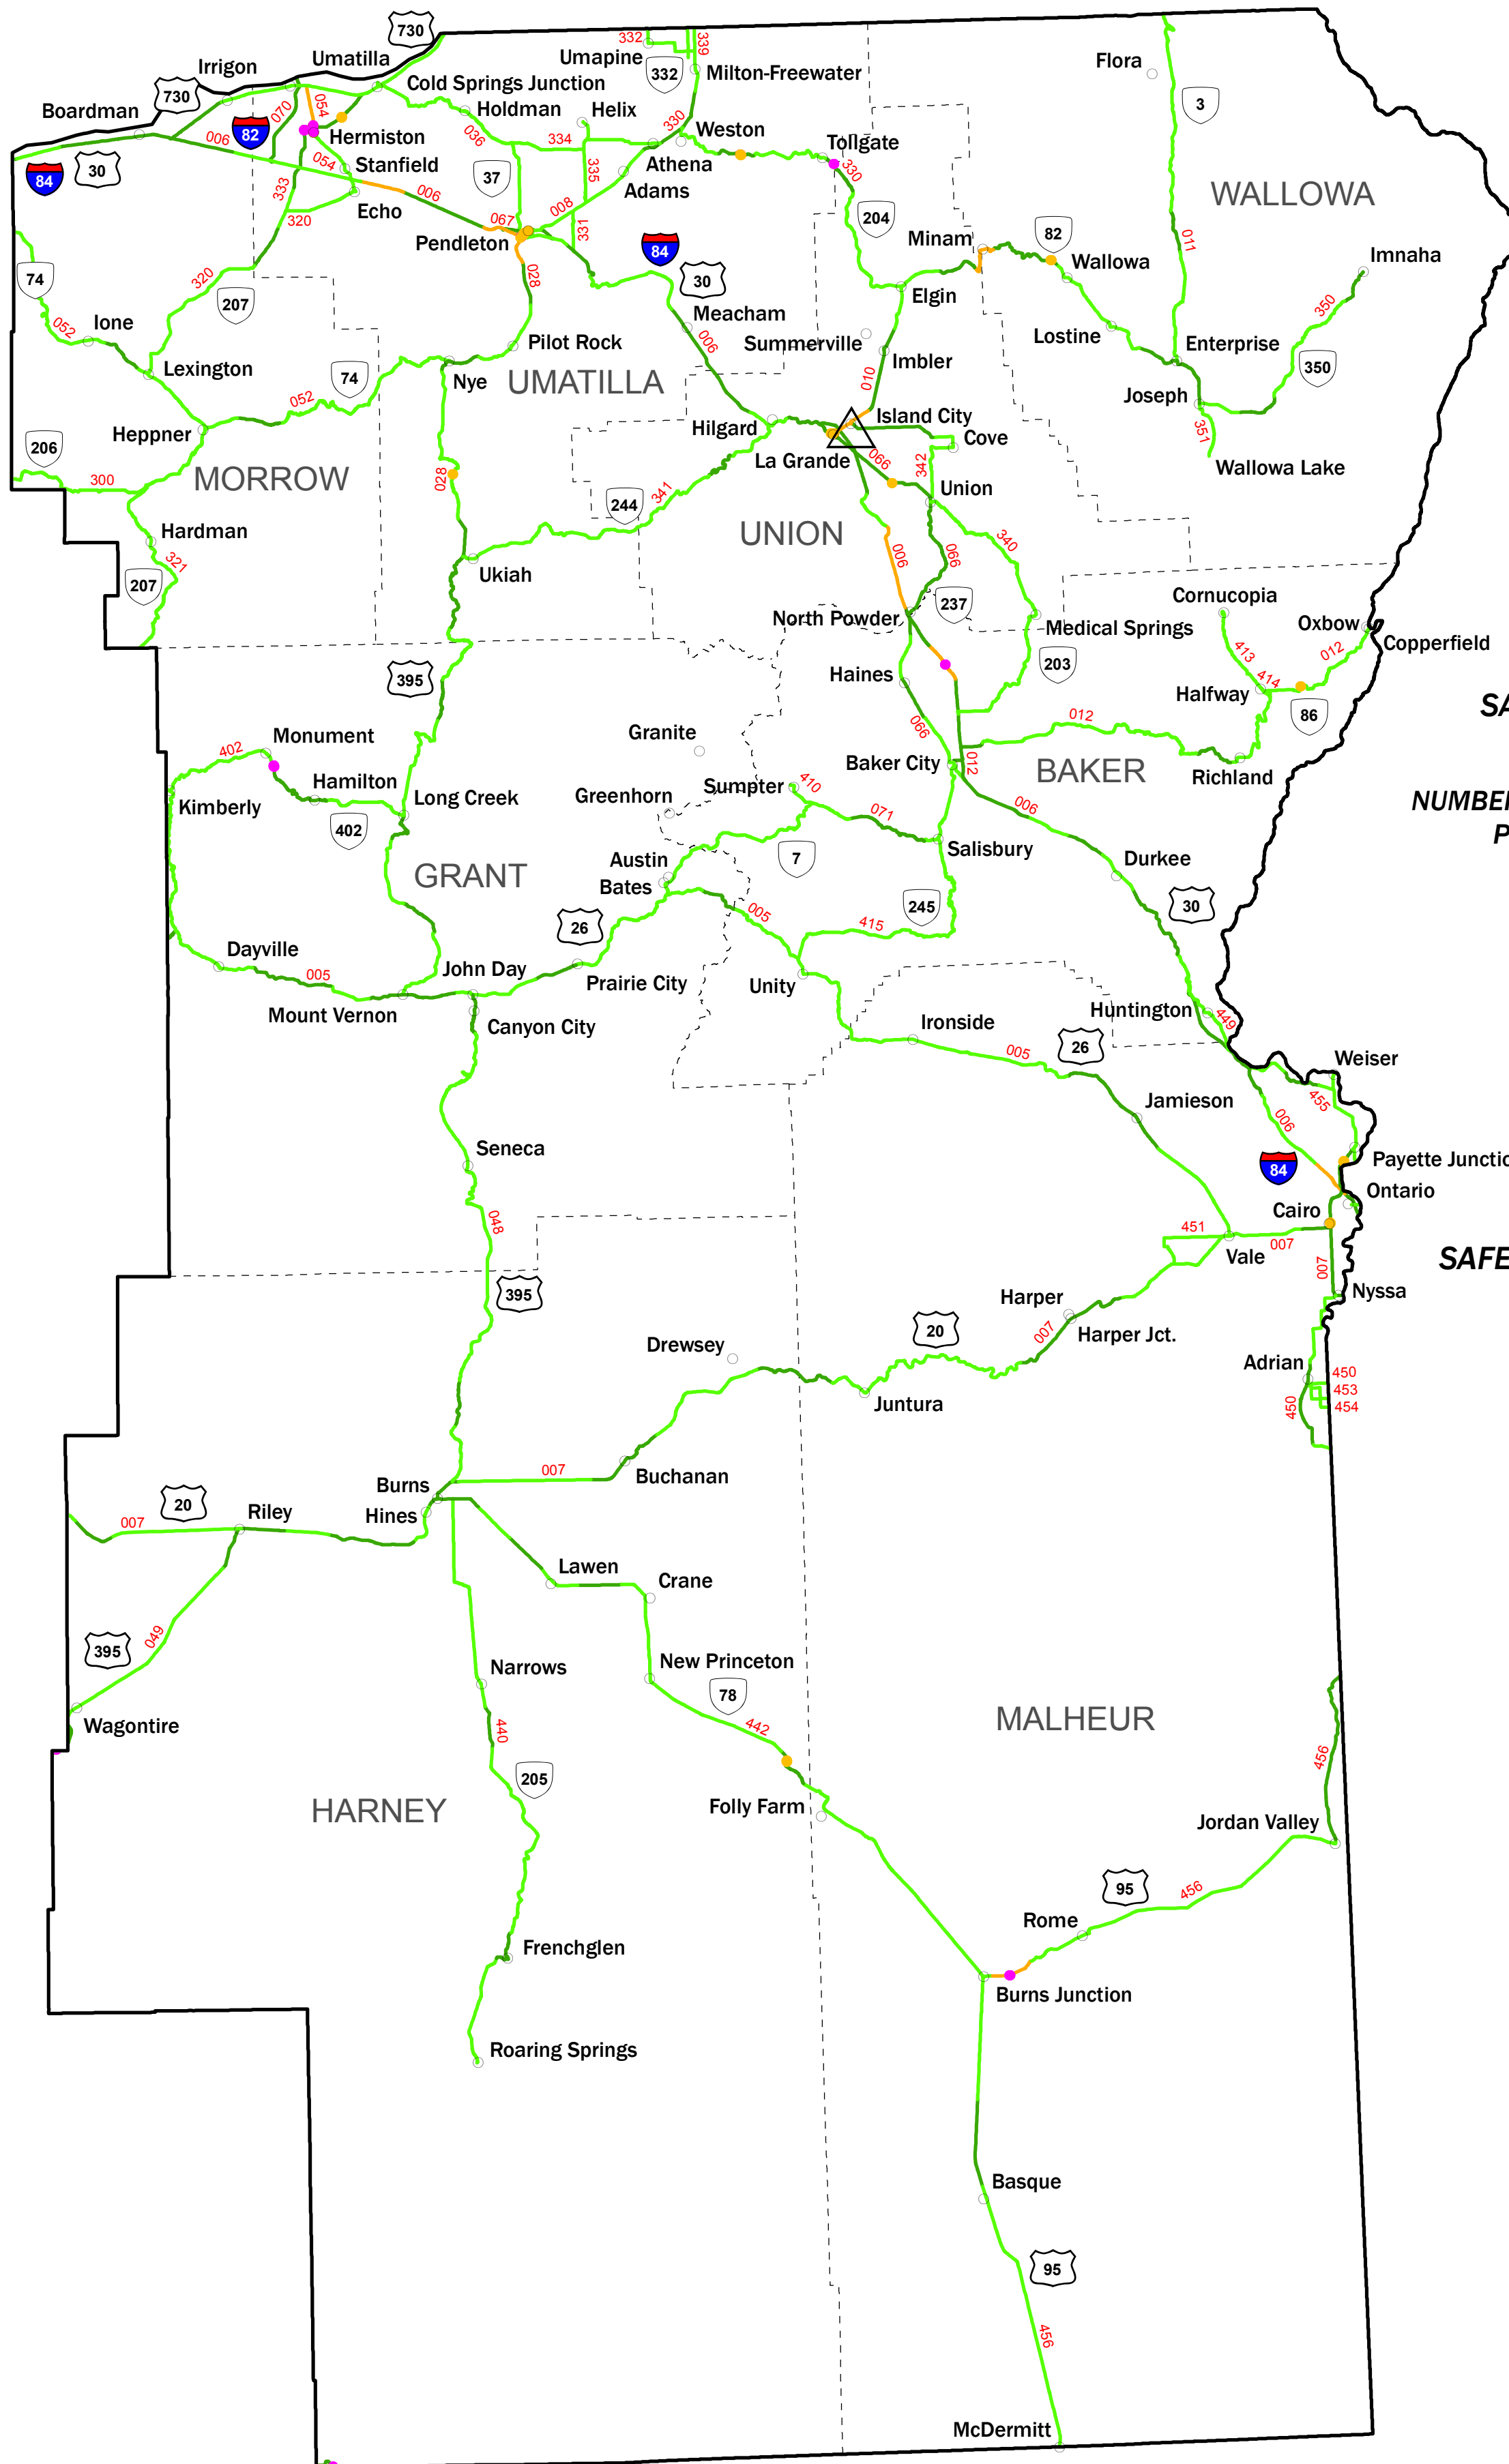 730
332
339
Umatilla
Umapine
332
Milton-Freewater
Flora
Irrigon
730
Cold Springs Junction
3
Boardman
070
054
Holdman
Helix
82
Hermiston
036
330
Weston
006
334
Tollgate
84
30
054
Stanfield
37
335
Athena
330
WALLOWA
333
006
Adams
Echo
008
320
067
331
204
Minam
82
011
Pendleton
84
Wallowa
Imnaha
74
320
207
028
30
Elgin
350
052
Ione
Meacham
Lostine
Pilot Rock
006
Summerville
Enterprise
Lexington
Imbler
350
74
Nye
UMATILLA
010
052
Joseph
Island City
Heppner
Hilgard
351
206
Cove
La Grande
066
342
Wallowa Lake
300
MORROW
028
341
Union
244
UNION
Hardman
340
321
006
066
Ukiah
207
Cornucopia
237
North Powder
Medical Springs
Oxbow
Copperfield
413
012
203
395
Haines
414
Halfway
SA
86
066
012
402
Monument
Granite
012
Baker City
BAKER
Richland
Hamilton
Sumpter
410
Kimberly
Long Creek
Greenhorn
006
NUMBE
071
402
P
Salisbury
7
Durkee
Austin
GRANT
Bates
245
30
26
005
415
Dayville
John Day
005
Prairie City
Unity
Mount Vernon
Huntington
449
Canyon City
Ironside
26
005
Weiser
455
Jamieson
006
Seneca
84
Payette Junctio
Ontario
Cairo
048
451
007
Vale
SAFE
007
395
Harper
Nyssa
20
007
Harper Jct.
Drewsey
Adrian
450
453
450
454
Juntura
007
Buchanan
Burns
20
Riley
Hines
007
Lawen
Crane
395
049
New Princeton
Narrows
78
MALHEUR
442
Wagontire
440
456
205
HARNEY
Folly Farm
Jordan Valley
95
456
Rome
Frenchglen
Burns Junction
Roaring Springs
Basque
95
456
McDermitt